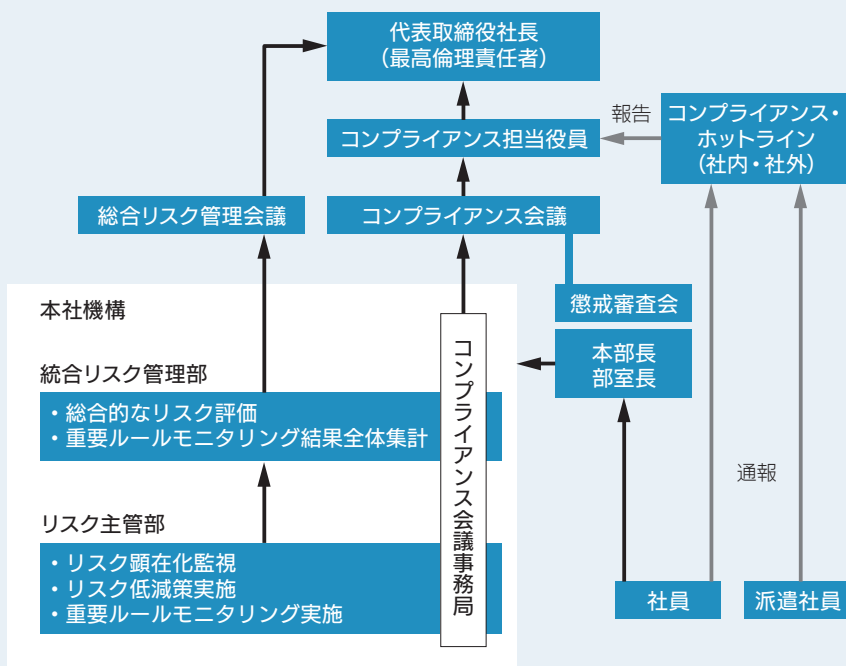 代表取締役社長
（最高倫理責任者）
報告
コンプライアンス・
ホットライン
（社内・社外）
コンプライアンス担当役員
総合リスク管理会議
コンプライアンス会議
懲戒審査会
本社機構
本部長
部室長
統合リスク管理部
・総合的なリスク評価
・重要ルールモニタリング結果全体集計
コンプライアンス会議事務局
通報
リスク主管部
・リスク顕在化監視
・リスク低減策実施
・重要ルールモニタリング実施
社員
派遣社員